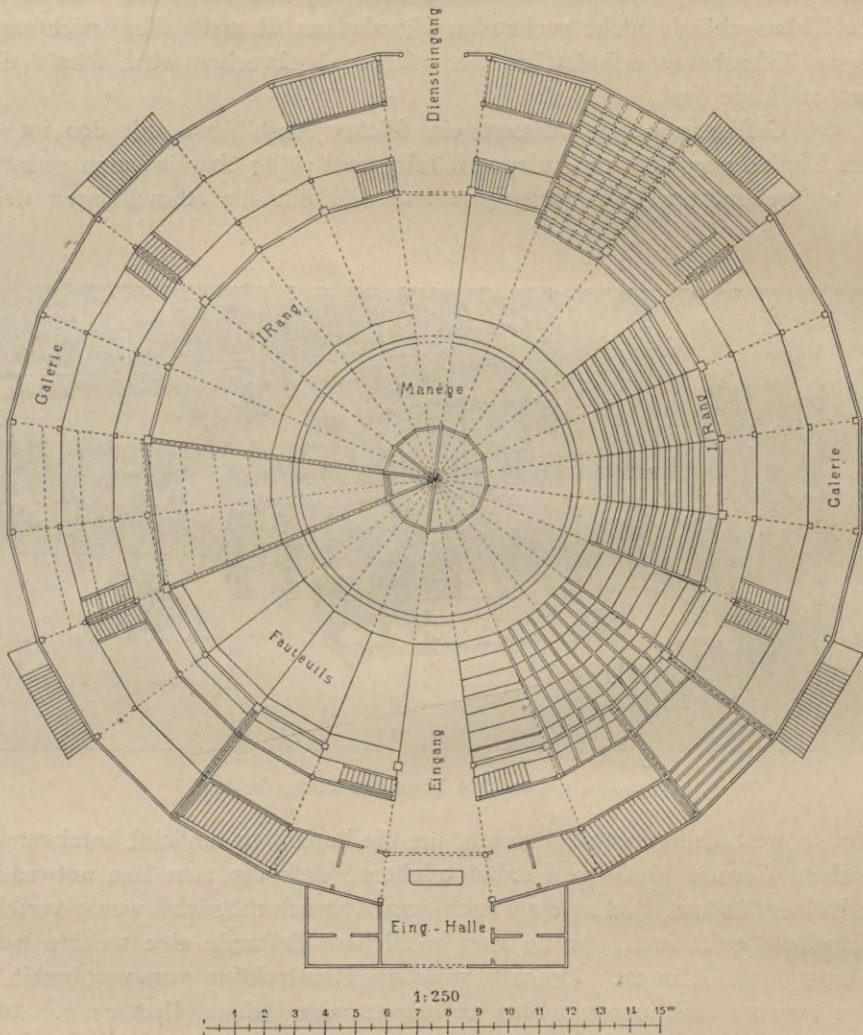 Diensteingang
I Rang.
Galerie
Manège
I. Rang
Galerie
Fauteuils
Eingang
Eing.-Halle
1:250
1 2 3 4 5 6 7 8 9 10 11 12 13 14 15 m